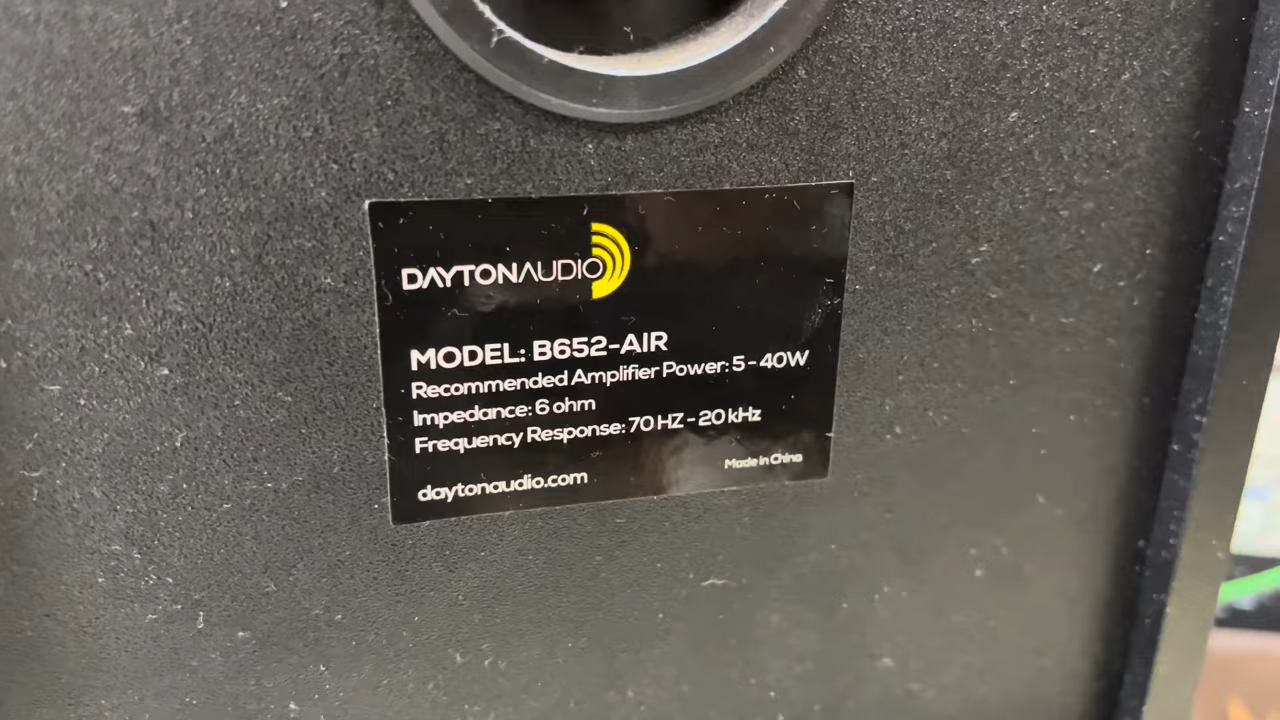 DAYTONAUDIO
MODEL: B652-AIR
Recommended Amplifier Power: 5-40W
Impedance: 6 ohm
Frequency Response: 70 HZ - 20 kHz
daytonaudio.com
Made in China